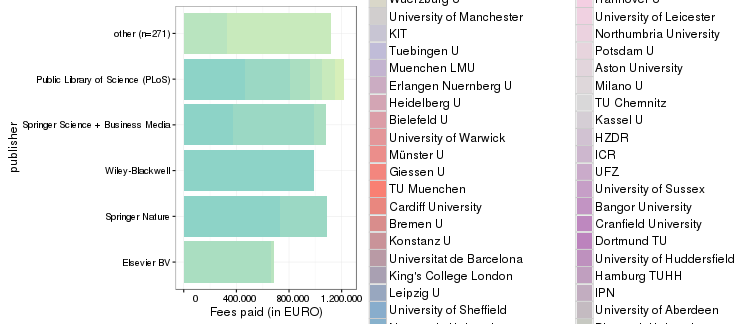 publisher
other (n=271)
Public Library of Science (PLoS)
Springer Science + Business Media
Wiley-Blackwell
Springer Nature
Elsevier BV
0 400.000 800.000 1.200.000
Fees paid (in EURO)
University of Manchester
KIT
Tuebingen U
Muenchen LMU
Erlangen Nuernberg U
Heidelberg U
Bielefeld U
University of Warwick
Münster U
Giessen U
TU Muenchen
Cardiff University
Bremen U
Konstanz U
Universitat de Barcelona
King's College London
Leipzig U
University of Sheffield
University of Leicester
Northumbria University
Potsdam U
Aston University
Milano U
TU Chemnitz
Kassel U
HZDR
ICR
UFZ
University of Sussex
Bangor University
Cranfield University
Dortmund TU
University of Huddersfield
Hamburg TUHH
IPN
University of Aberdeen